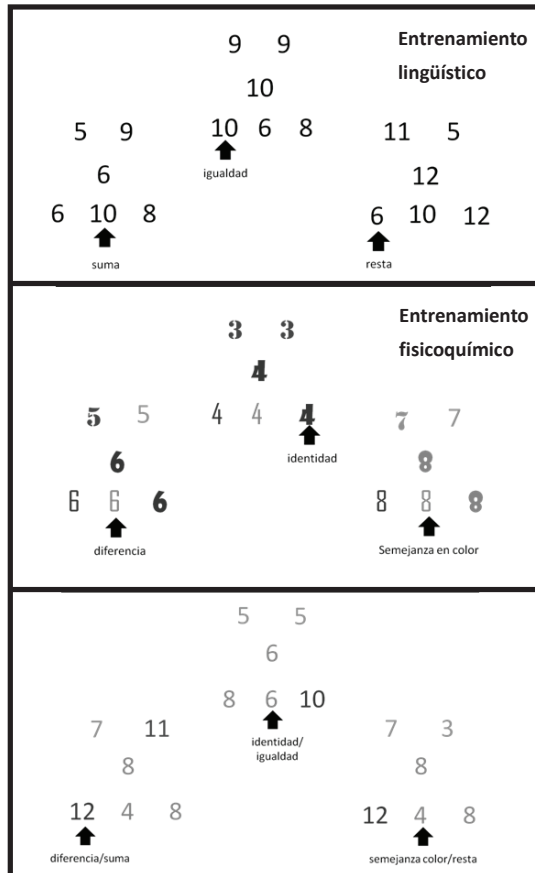 Entrenamiento
lingüístico
9 9
10
10 6 8
igualdad
5 9
6
6 10 8
suma
11 5
12
6 10 12
resta
Entrenamiento
fisicoquímico
3 3
4
4 4 4
identidad
5 5
6
6 6 6
diferencia
7 7
8
8 8 8
Semejanza en color
5 5
6
8 6 10
identidad/
igualdad
7 11
8
12 4 8
diferencia/suma
7 3
8
12 4 8
semejanza color/resta